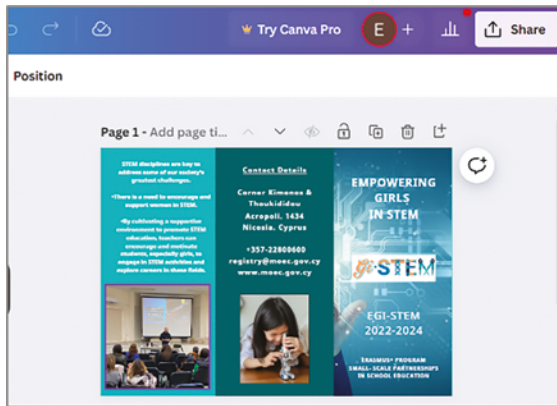 Try Canva Pro
E
+
Share
Position
Page 1 - Add page ti...
STEM disciplines are key to
address some of our society's
greatest challenges.
•There is a need to encourage and
support women in STEM.
•By cultivating a supportive
environment to promote STEM
education, teachers can
encourage and motivate
students, especially girls, to
engage in STEM activities and
explore careers in these fields.
Contact Details
Corner Kimonos &
Thoukididou
Acropoli, 1434
Nicosia, Cyprus
+357-22800600
registry@moec.gov.cy
www.moec.gov.cy
EMPOWERING
GIRLS
IN STEM
gi-STEM
EGI-STEM
2022-2024
ERASMUS+ PROGRAM
SMALL- SCALE PARTNERSHIPS
IN SCHOOL EDUCATION